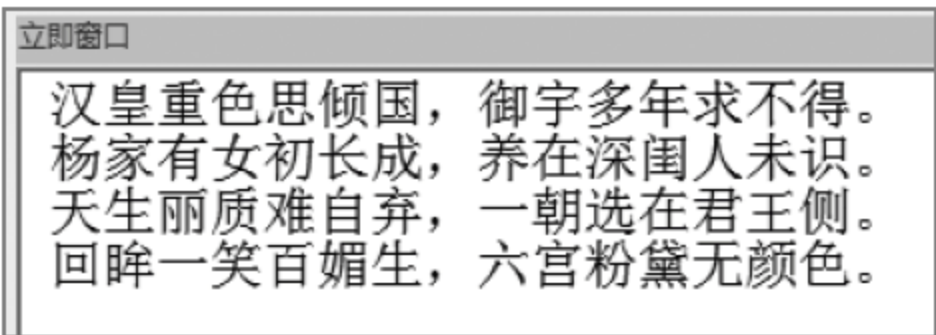 立即窗口
汉皇重色思倾国，御宇多年求不得。
杨家有女初长成，养在深闺人未识。
天生丽质难自弃，一朝选在君王侧。
回眸一笑百媚生，六宫粉黛无颜色。